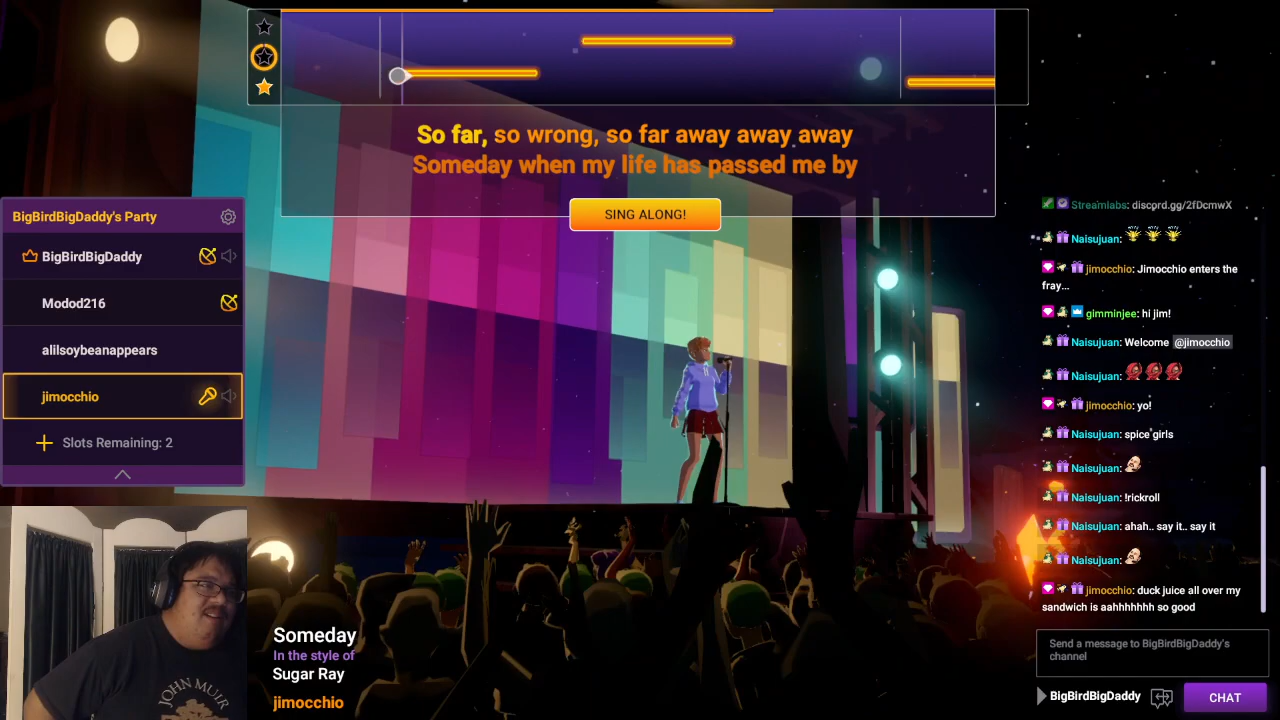 So far, so wrong, so far away away away
Someday when my life has passed me by
SING ALONG!
BigBirdBigDaddy's Party
BigBirdBigDaddy
Modod216
alilsoybeanappears
jimocchio
Slots Remaining: 2
JOHN MUIR
Someday
In the style of
Sugar Ray
jimocchio
Streamlabs: discord.gg/2fDcmwX
Naisujuan:
jimocchio: Jimocchio enters the
fray...
gimminjee: hi jim!
Naisujuan: Welcome @jimocchio
Naisujuan:
jimocchio: yo!
Naisujuan: spice girls
Naisujuan:
Naisujuan: !rickroll
Naisujuan: ahah.. say it.. say it
Naisujuan:
jimocchio: duck juice all over my
sandwich is aahhhhhhh so good
Send a message to BigBirdBigDaddy's
channel
BigBirdBigDaddy
CHAT